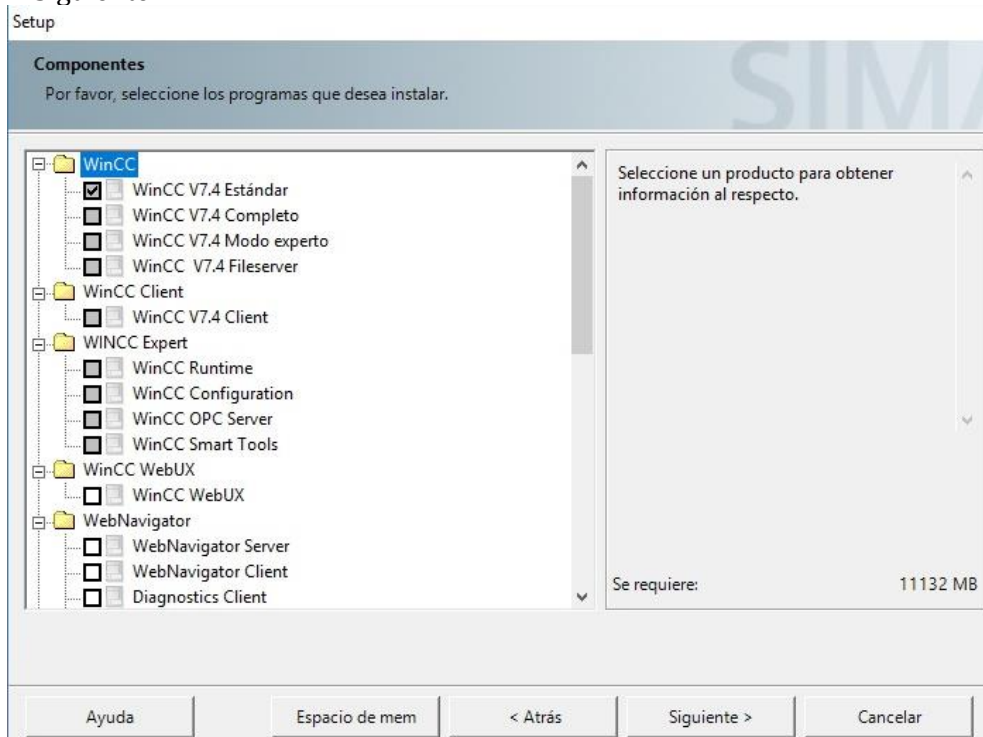 Setup
Componentes
Por favor, seleccione los programas que desea instalar.
SIMA
WinCC
WinCC V7.4 Estándar
WinCC V7.4 Completo
WinCC V7.4 Modo experto
WinCC V7.4 Fileserver
WinCC Client
WinCC V7.4 Client
WINCC Expert
WinCC Runtime
WinCC Configuration
WinCC OPC Server
WinCC Smart Tools
WinCC WebUX
WinCC WebUX
WebNavigator
WebNavigator Server
WebNavigator Client
Diagnostics Client
Seleccione un producto para obtener
información al respecto.
Se requiere: 11132 MB
Ayuda
Espacio de mem
< Atrás
Siguiente >
Cancelar